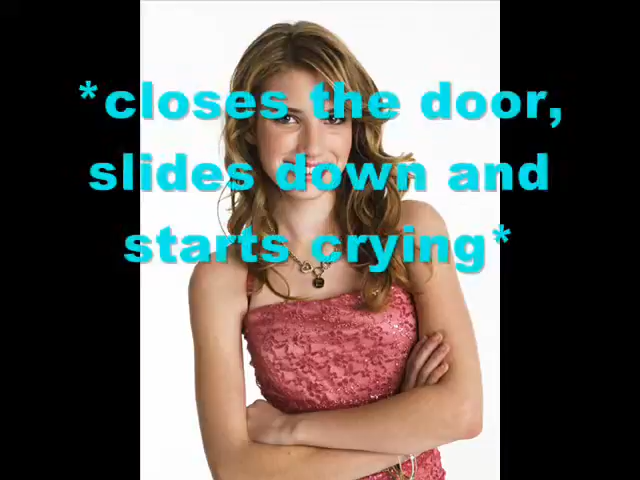 *closes the door,
slides down and
starts crying*